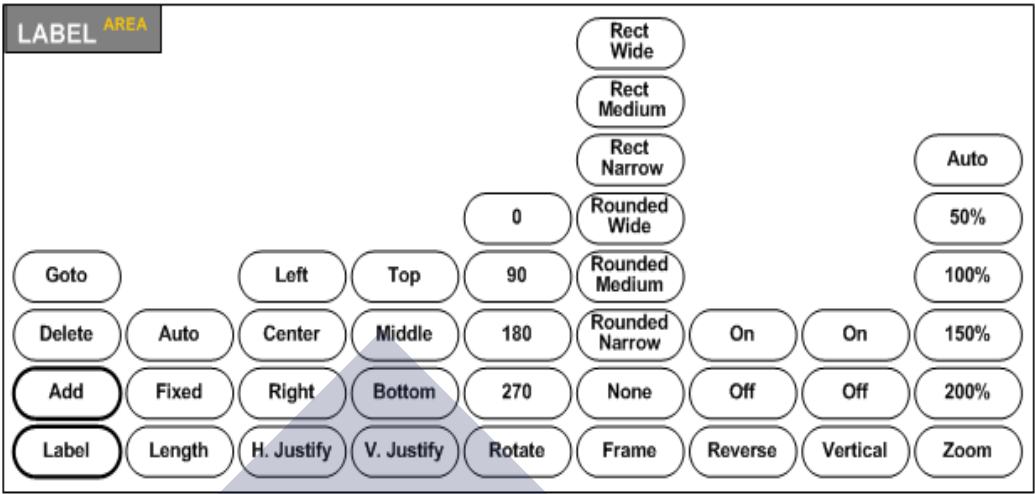 LABEL AREA
Rect
Wide
Rect
Medium
Rect
Narrow
Auto
0
Rounded
Wide
50%
Goto
Left
Top
90
Rounded
Medium
100%
Delete
Auto
Center
Middle
180
Rounded
Narrow
On
On
150%
Add
Fixed
Right
Bottom
270
None
Off
Off
200%
Label
Length
H. Justify
V. Justify
Rotate
Frame
Reverse
Vertical
Zoom